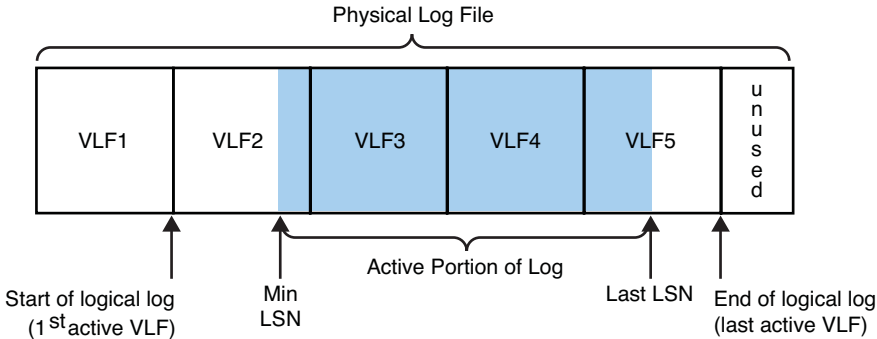 Physical Log File
VLF1
VLF2
VLF3
VLF4
VLF5
unused
Active Portion of Log
Start of logical log
(1st active VLF)
Min
LSN
Last LSN
End of logical log
(last active VLF)